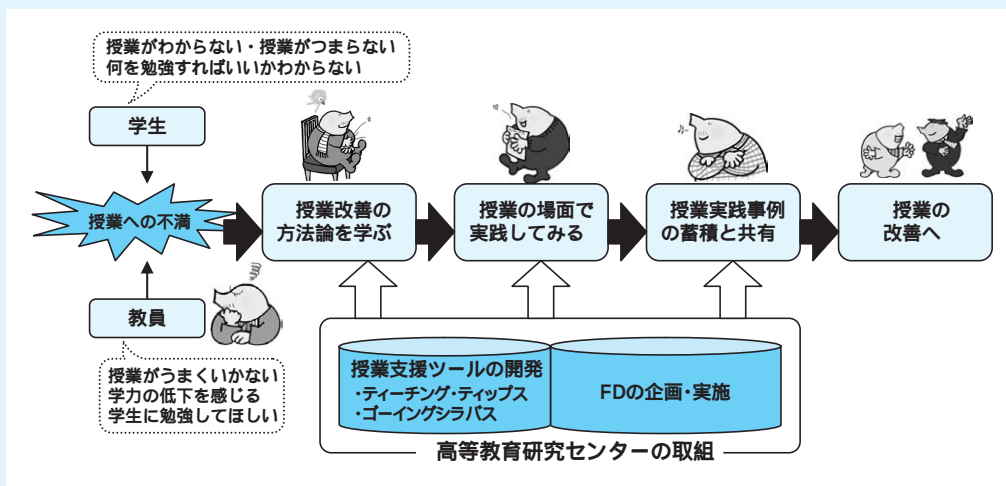 授業がわからない・授業がつまらない
何を勉強すればいいかわからない
学生
授業への不満
教員
授業がうまくいかない
学力の低下を感じる
学生に勉強してほしい
授業改善の
方法論を学ぶ
授業の場面で
実践してみる
授業実践事例
の蓄積と共有
授業の
改善へ
授業支援ツールの開発
・ティーチング・ティップス
・ゴーイングシラバス
FDの企画・実施
高等教育研究センターの取組